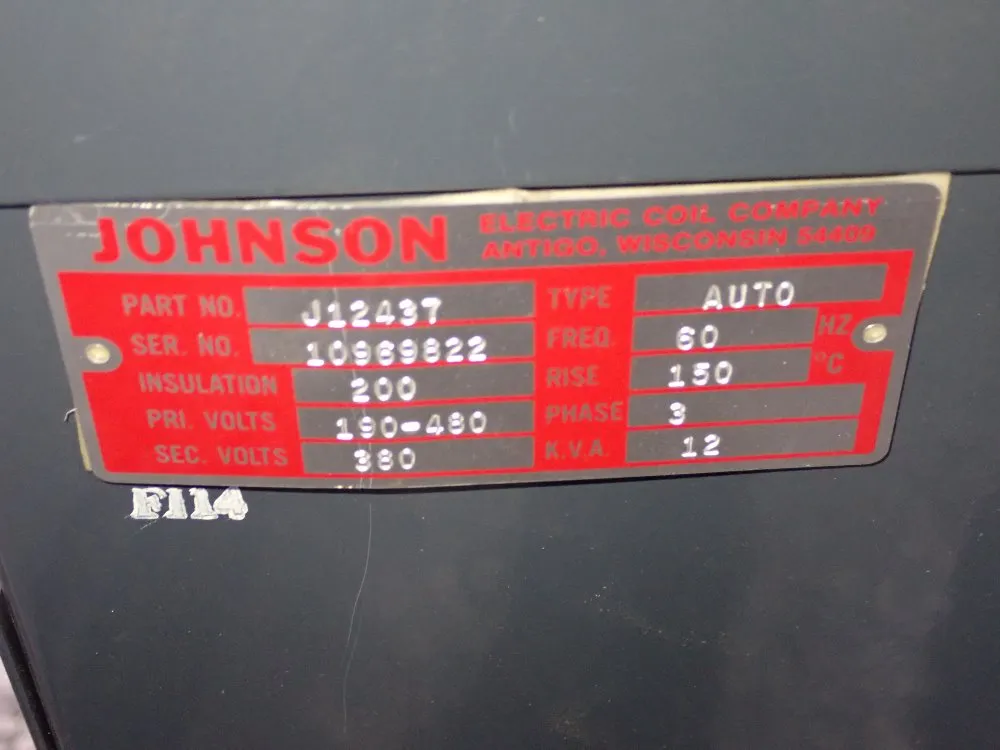 JOHNSON ELECTRIC COIL COMPANY
ANTIGO, WISCONSIN 54409
PART NO. J12437 TYPE AUTO
SER. NO. 10969822 FREQ. 60 HZ
INSULATION 200 RISE 150 °C
PRI. VOLTS 190-480 PHASE 3
SEC. VOLTS 380 K.V.A. 12
F114